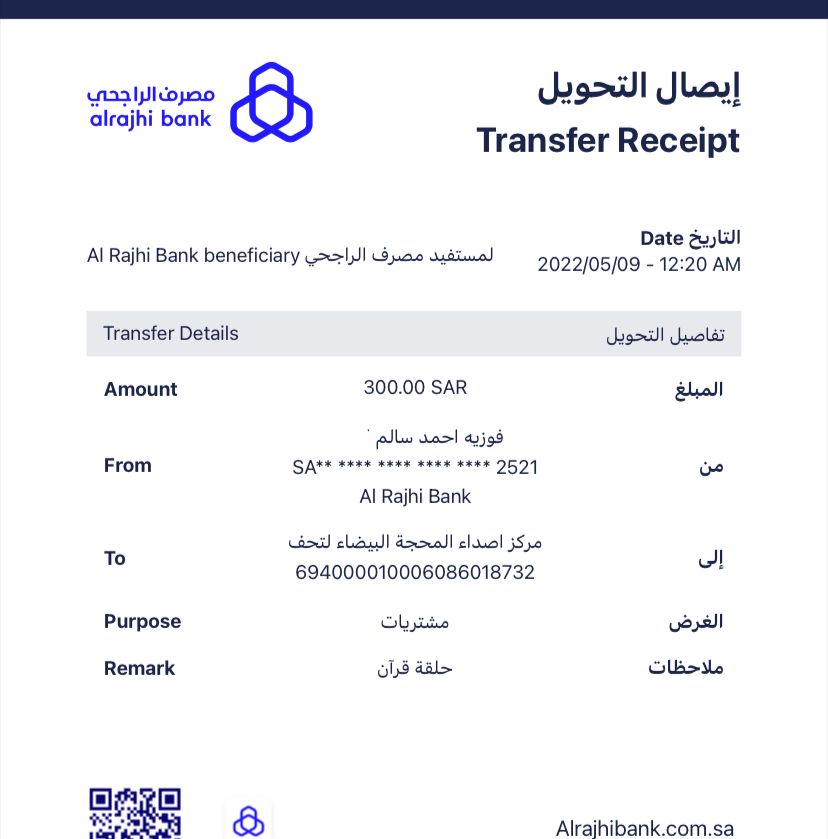 إيصال التحويل
Transfer Receipt
مصرف الراجحي
alrajhi bank
التاريخ Date
2022/05/09 - 12:20 AM
Al Rajhi Bank beneficiary لمستفيد مصرف الراجحي
Transfer Details تفاصيل التحويل
Amount 300.00 SAR المبلغ
فوزيه احمد سالم
From SA** **** **** **** **** 2521 من
Al Rajhi Bank
مركز اصداء المحجة البيضاء لتحف
To إلى
694000010006086018732
Purpose مشتريات الغرض
Remark حلقة قرآن ملاحظات
Alrajhibank.com.sa